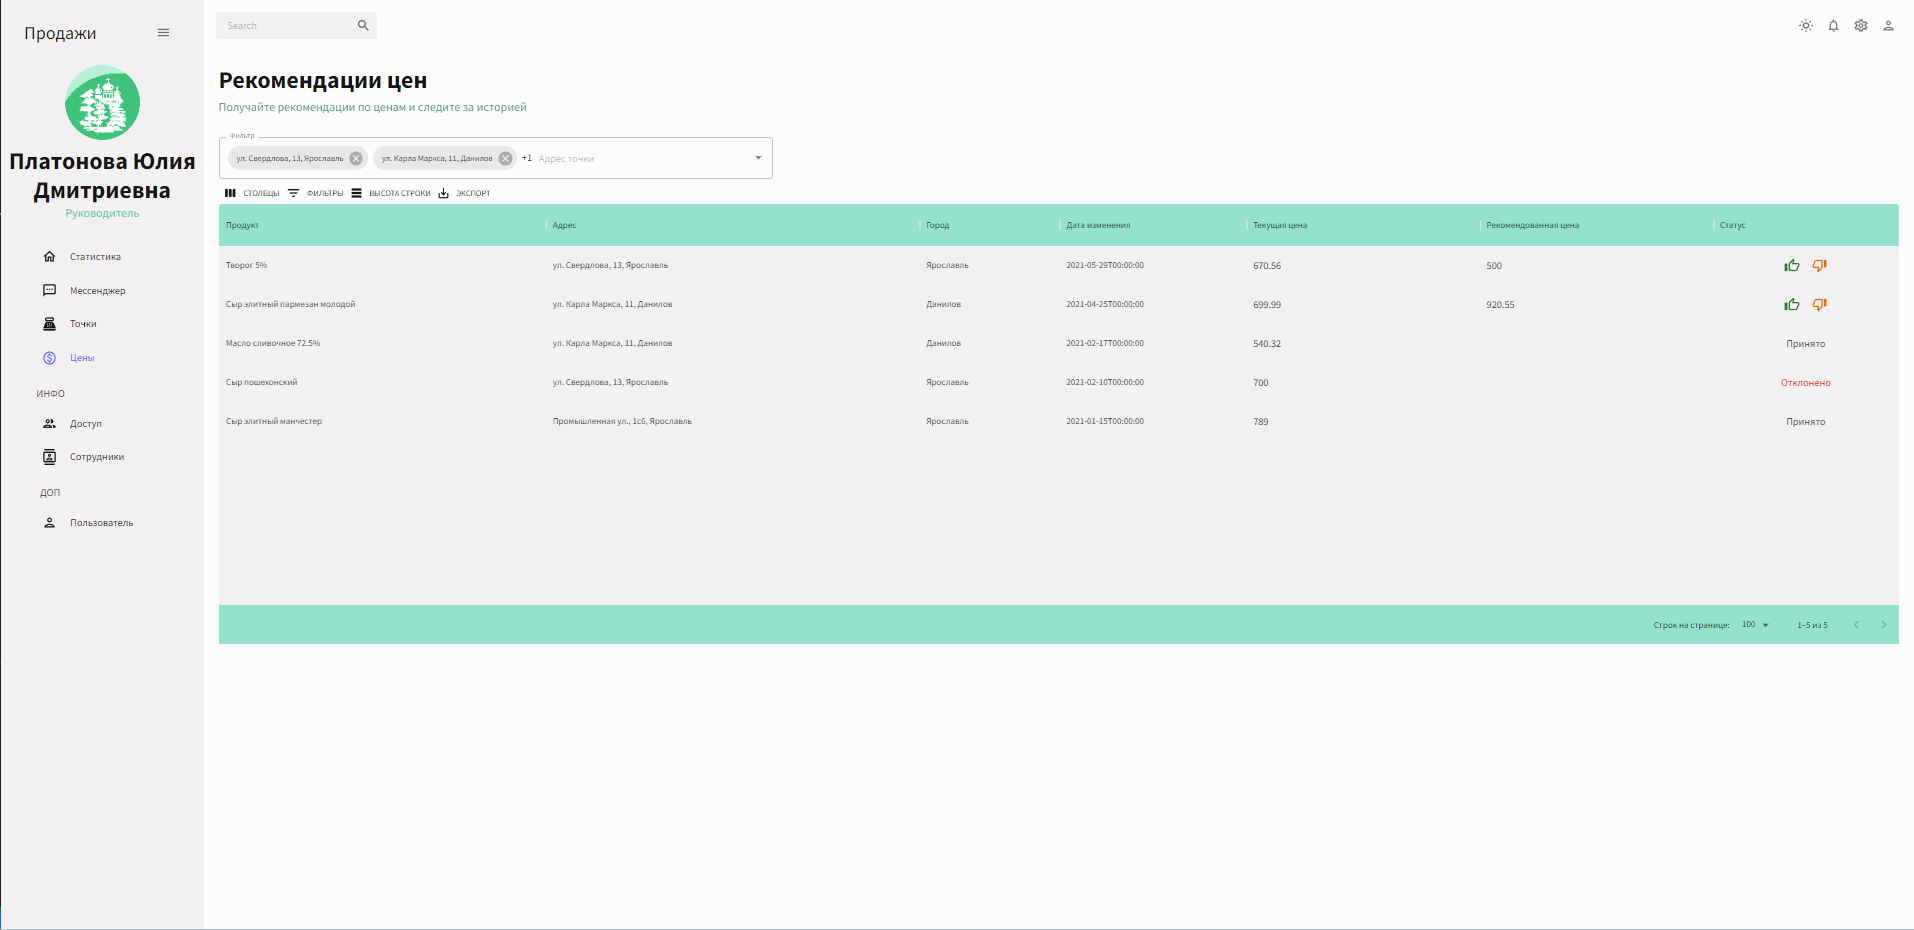 Продажи
Search
Платонова Юлия
Дмитриевна
Руководитель
Статистика
Мессенджер
Точки
Цены
ИНФО
Доступ
Сотрудники
ДОП
Пользователь
Рекомендации цен
Получайте рекомендации по ценам и следите за историей
Фильтр
ул. Свердлова, 13, Ярославль ул. Карла Маркса, 11, Данилов +1 Адрес точки
СТОЛБЦЫ ФИЛЬТРЫ ВЫСОТА СТРОКИ ЭКСПОРТ
Продукт Адрес Город Дата изменения Текущая цена Рекомендованная цена Статус
Творог 5% ул. Свердлова, 13, Ярославль Ярославль 2021-05-29T00:00:00 670.56 500
Сыр элитный пармезан молодой ул. Карла Маркса, 11, Данилов Данилов 2021-04-25T00:00:00 699.99 920.55
Масло сливочное 72.5% ул. Карла Маркса, 11, Данилов Данилов 2021-02-17T00:00:00 540.32 Принято
Сыр пошехонский ул. Свердлова, 13, Ярославль Ярославль 2021-02-10T00:00:00 700 Отклонено
Сыр элитный манчестер Промышленная ул., 1с6, Ярославль Ярославль 2021-01-15T00:00:00 789 Принято
Строк на странице: 100 1–5 из 5